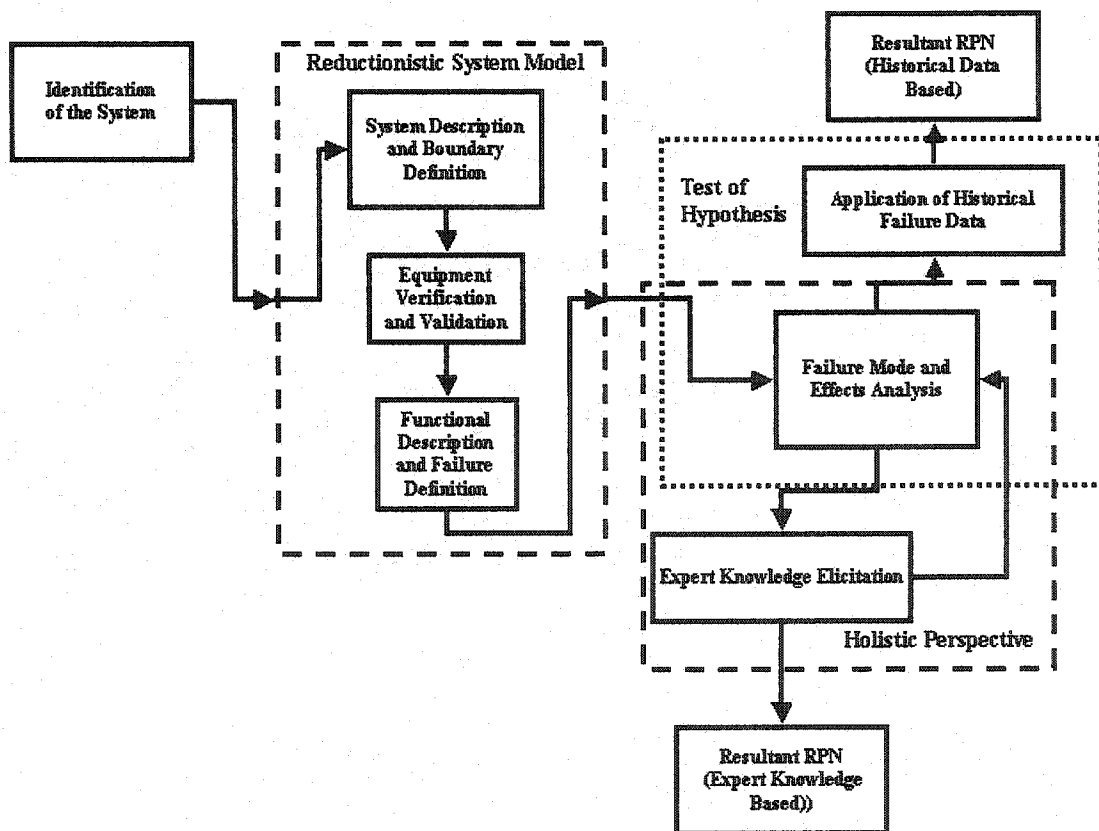 Identification
of the System
Reductionistic System Model
System Description
and Boundary
Definition
Equipment
Verification
and Validation
Functional
Description
and Failure
Definition
Resultant RPN
(Historical Data
Based)
Test of
Hypothesis
Application of Historical
Failure Data
Failure Mode and
Effects Analysis
Expert Knowledge Elicitation
Holistic Perspective
Resultant RPN
(Expert Knowledge
Based))